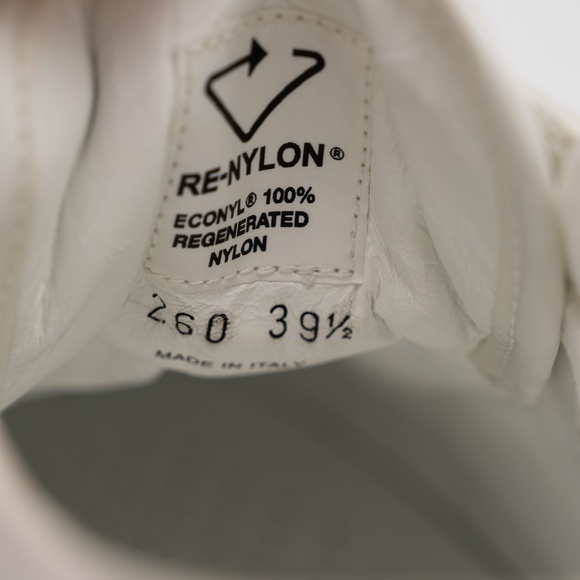 RE-NYLON®
ECONYL® 100%
REGENERATED
NYLON
260 39½
MADE IN ITALY